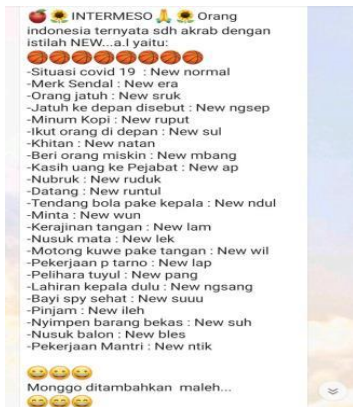 🍎🌻INTERMESO🙏🌻Orang
indonesia ternyata sdh akrab dengan
istilah NEW...a.l yaitu:
🏀🏀🏀🏀🏀🏀🏀🏀
-Situasi covid 19 : New normal
-Merk Sendal : New era
-Orang jatuh : New sruk
-Jatuh ke depan disebut : New ngsep
-Minum Kopi : New ruput
-Ikut orang di depan : New sul
-Khitan : New natan
-Beri orang miskin : New mbang
-Kasih uang ke Pejabat : New ap
-Nubruk : New ruduk
-Datang : New runtul
-Tendang bola pake kepala : New ndul
-Minta : New wun
-Kerajinan tangan : New lam
-Nusuk mata : New lek
-Motong kuwe pake tangan : New wil
-Pekerjaan p tarno : New lap
-Pelihara tuyul : New pang
-Lahiran kepala dulu : New ngsang
-Bayi spy sehat : New suuu
-Pinjam : New ileh
-Nyimpen barang bekas : New suh
-Nusuk balon : New bles
-Pekerjaan Mantri : New ntik
😄😄😄
Monggo ditambahkan maleh...
😄😄😄